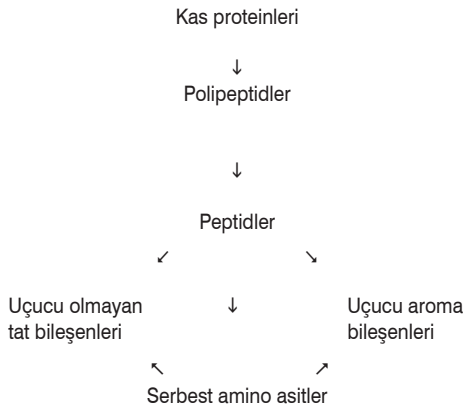 Kas proteinleri
↓
Polipeptidler
↓
Peptidler
↙ ↘
Uçucu olmayan
tat bileşenleri
↓
Uçucu aroma
bileşenleri
↖ ↗
Serbest amino asitler